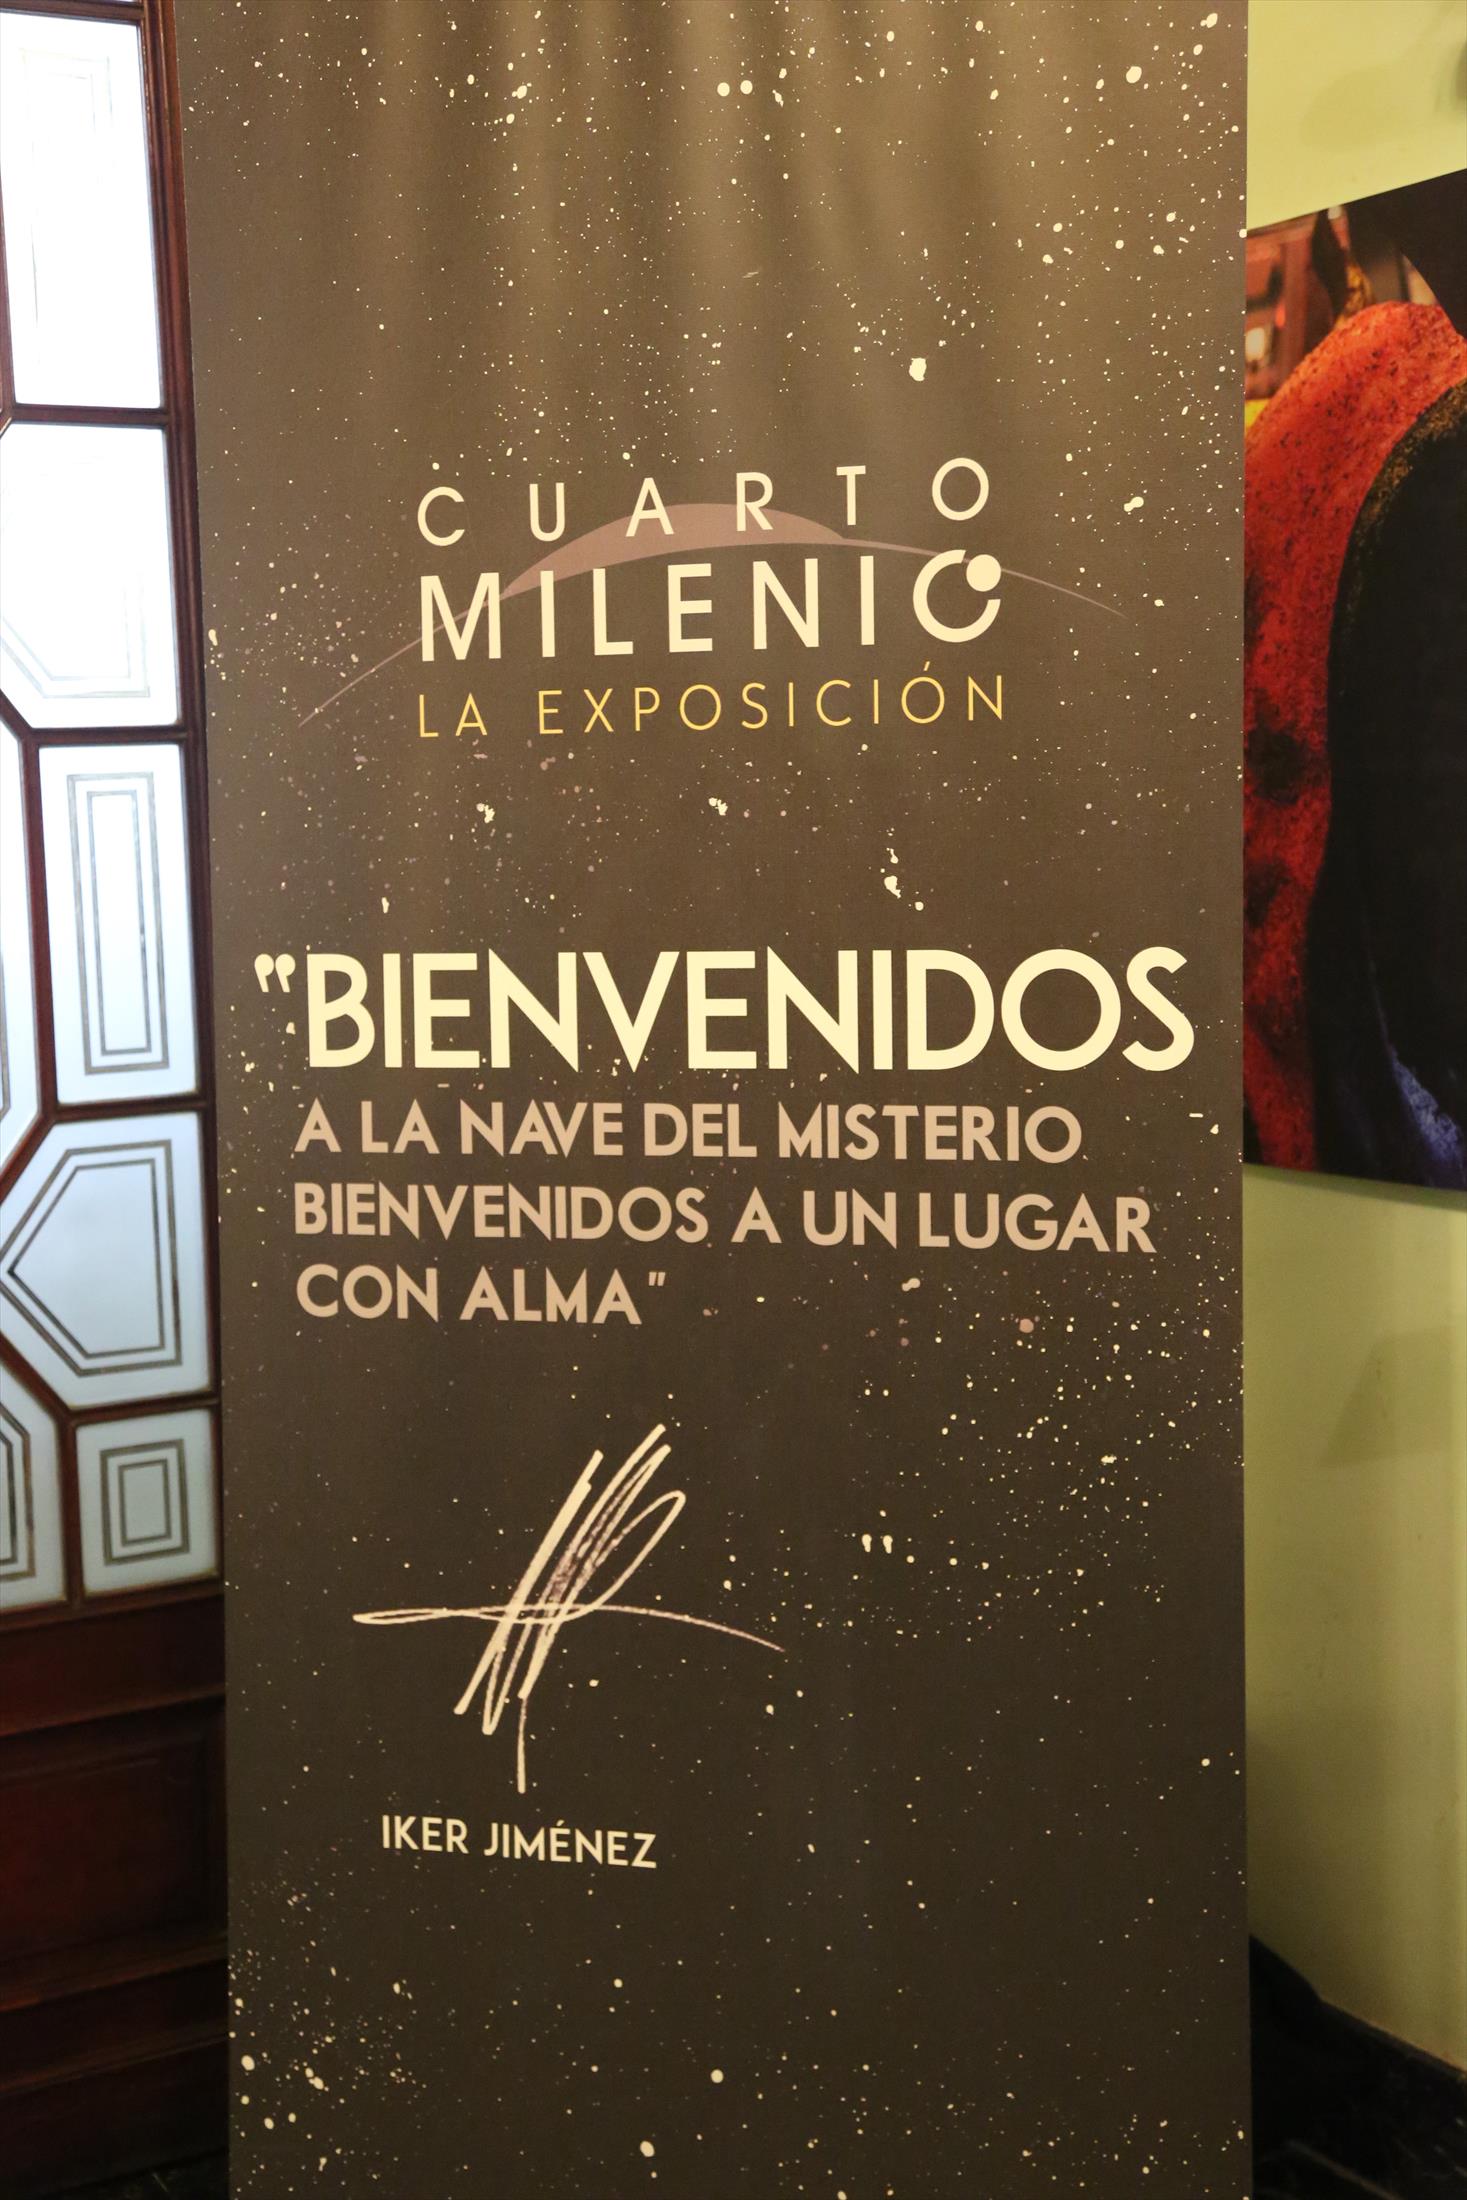 CUARTO
MILENIO
LA EXPOSICIÓN
"BIENVENIDOS
A LA NAVE DEL MISTERIO
BIENVENIDOS A UN LUGAR
CON ALMA"
IKER JIMÉNEZ